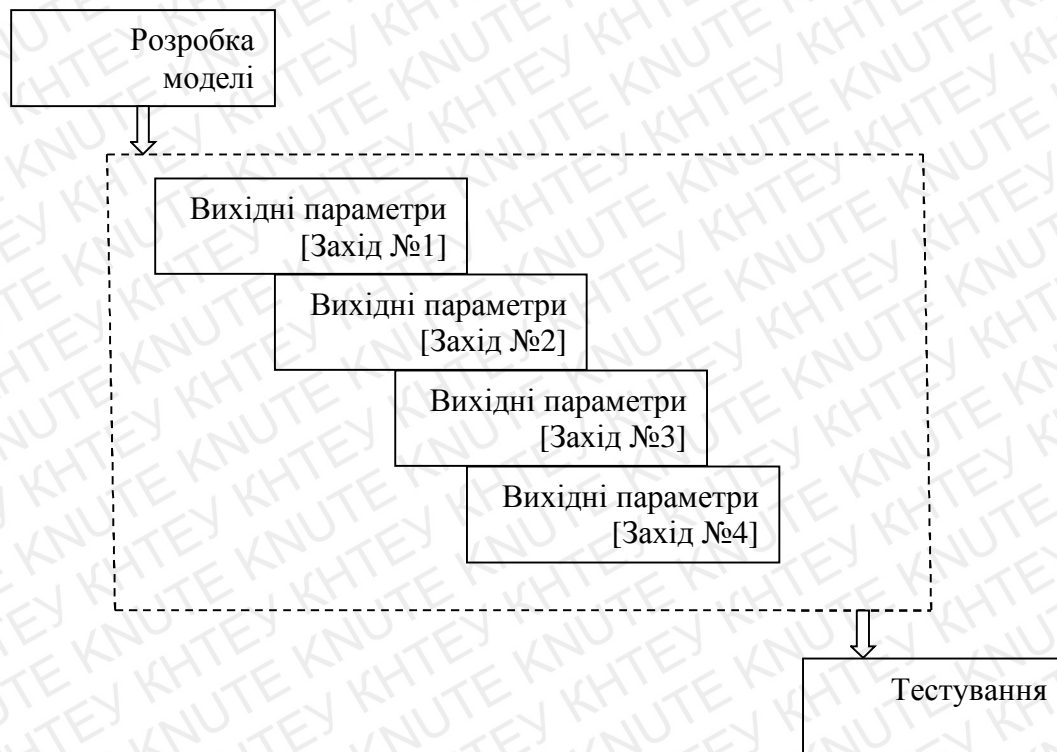 Розробка
моделі
Вихідні параметри
[Захід №1]
Вихідні параметри
[Захід №2]
Вихідні параметри
[Захід №3]
Вихідні параметри
[Захід №4]
Тестування